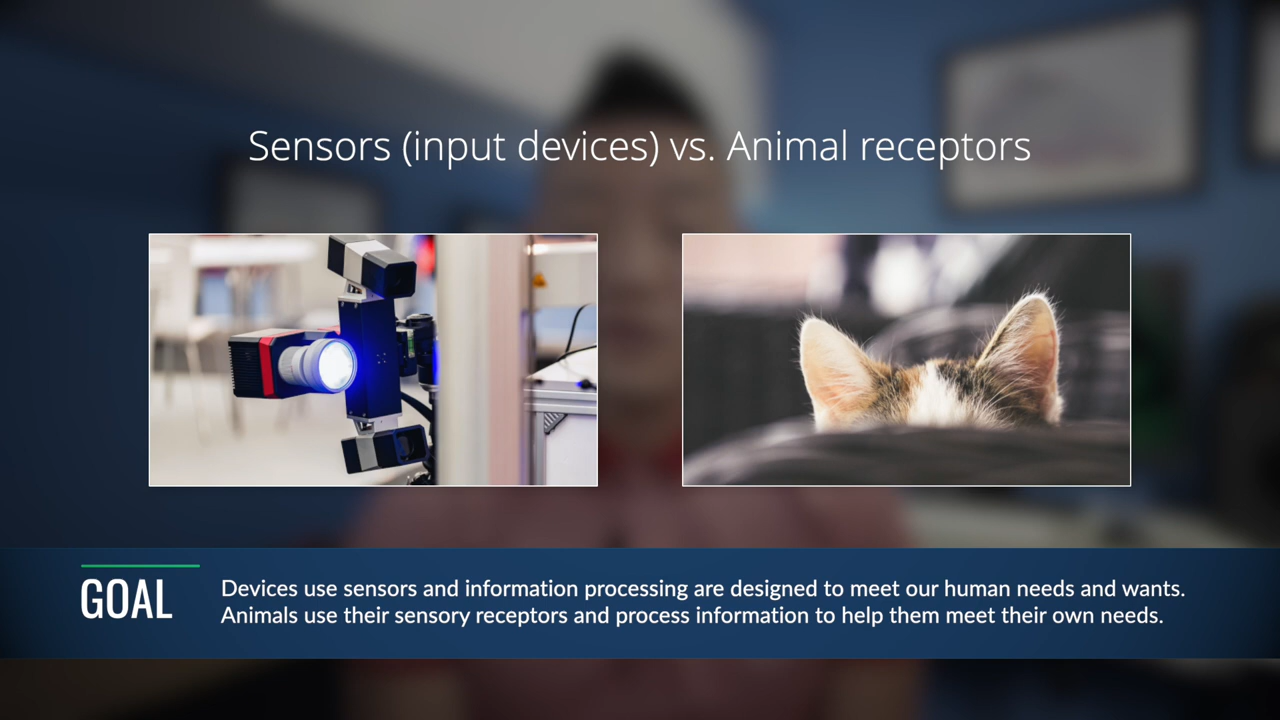 Sensors (input devices) vs. Animal receptors
GOAL
Devices use sensors and information processing are designed to meet our human needs and wants.
Animals use their sensory receptors and process information to help them meet their own needs.